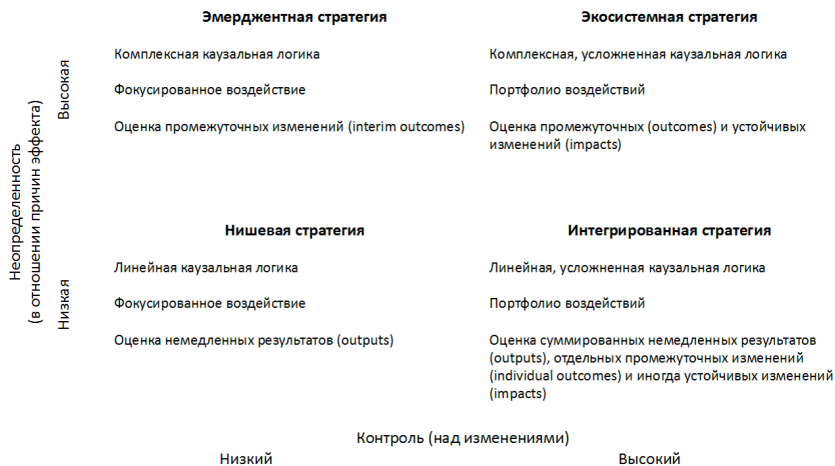 Эмерджентная стратегия
Экосистемная стратегия
Комплексная каузальная логика
Комплексная, усложненная каузальная логика
Фокусированное воздействие
Портфолио воздействий
Оценка промежуточных изменений (interim outcomes)
Оценка промежуточных (outcomes) и устойчивых
изменений (impacts)
Высокая
Неопределенность
(в отношении причин эффекта)
Низкая
Нишевая стратегия
Интегрированная стратегия
Линейная каузальная логика
Линейная, усложненная каузальная логика
Фокусированное воздействие
Портфолио воздействий
Оценка немедленных результатов (outputs)
Оценка суммированных немедленных результатов
(outputs), отдельных промежуточных изменений
(individual outcomes) и иногда устойчивых изменений
(impacts)
Контроль (над изменениями)
Низкий
Высокий